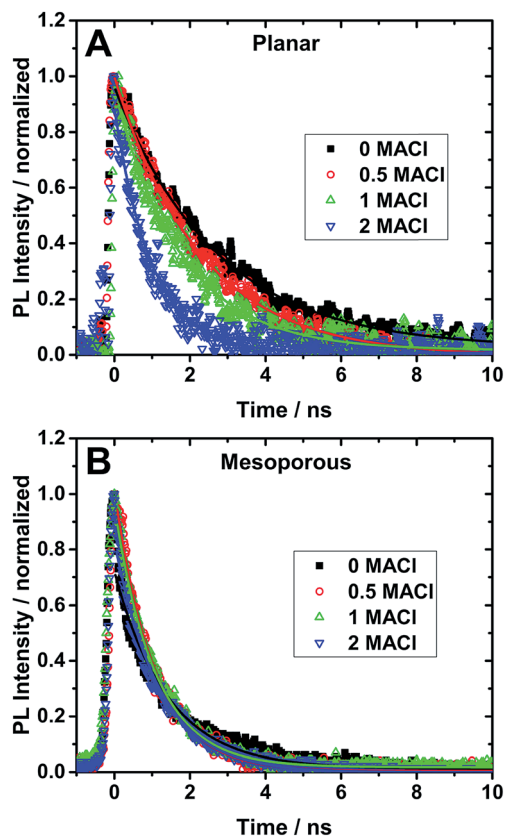 A
Planar
PL Intensity / normalized
1.2
1.0
0.8
0.6
0.4
0.2
0.0
0 MACl
0.5 MACl
1 MACl
2 MACl
0 2 4 6 8 10
Time / ns
B
Mesoporous
PL Intensity / normalized
1.2
1.0
0.8
0.6
0.4
0.2
0.0
0 MACl
0.5 MACl
1 MACl
2 MACl
0 2 4 6 8 10
Time / ns